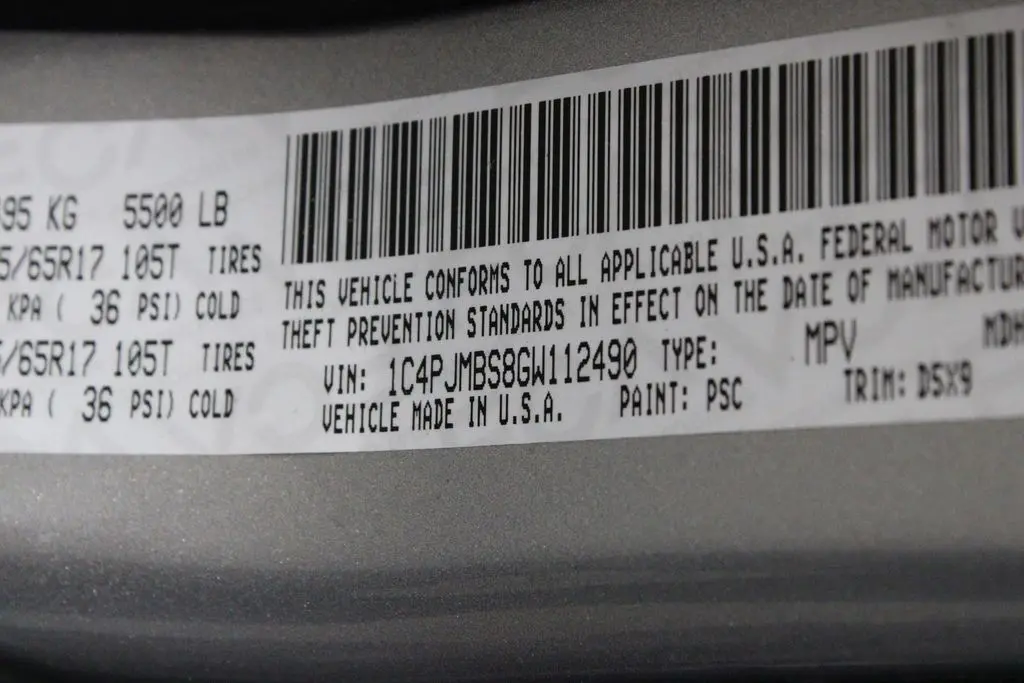 95 KG 5500 LB
5/65R17 105T TIRES
KPA ( 36 PSI) COLD
/65R17 105T TIRES
KPA ( 36 PSI) COLD
THIS VEHICLE CONFORMS TO ALL APPLICABLE U.S.A. FEDERAL MOTOR V
THEFT PREVENTION STANDARDS IN EFFECT ON THE DATE OF MANUFACTUR
VIN: 1C4PJMBS8GW112490 TYPE: MPV MDH
VEHICLE MADE IN U.S.A. PAINT: PSC TRIM: D5X9